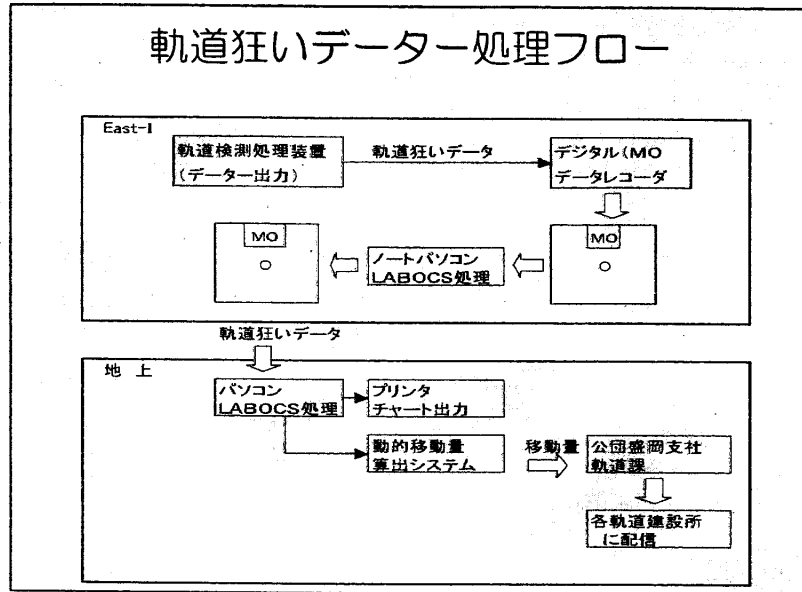 軌道狂いデーター処理フロー
East-I
軌道検測処理装置
(データー出力)
軌道狂いデータ
デジタル(MO
データレコーダ
MO
ノートパソコン
LABOCS処理
MO
軌道狂いデータ
地 上
パソコン
LABOCS処理
プリンタ
チャート出力
動的移動量
算出システム
移動量
公団盛岡支社
軌道課
各軌道建設所
に配信